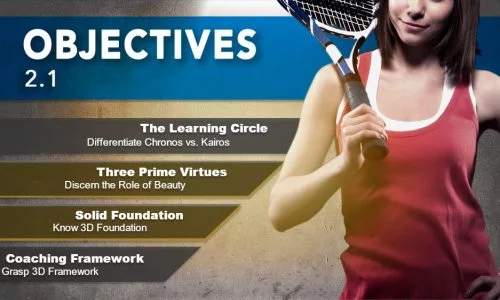 OBJECTIVES
2.1
The Learning Circle
Differentiate Chronos vs. Kairos
Three Prime Virtues
Discern the Role of Beauty
Solid Foundation
Know 3D Foundation
Coaching Framework
Grasp 3D Framework